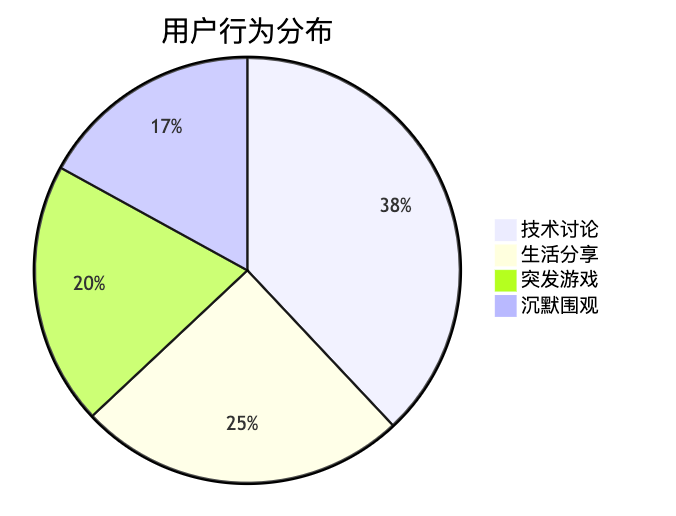 用户行为分布
17%
38%
20%
25%
技术讨论
生活分享
突发游戏
沉默围观